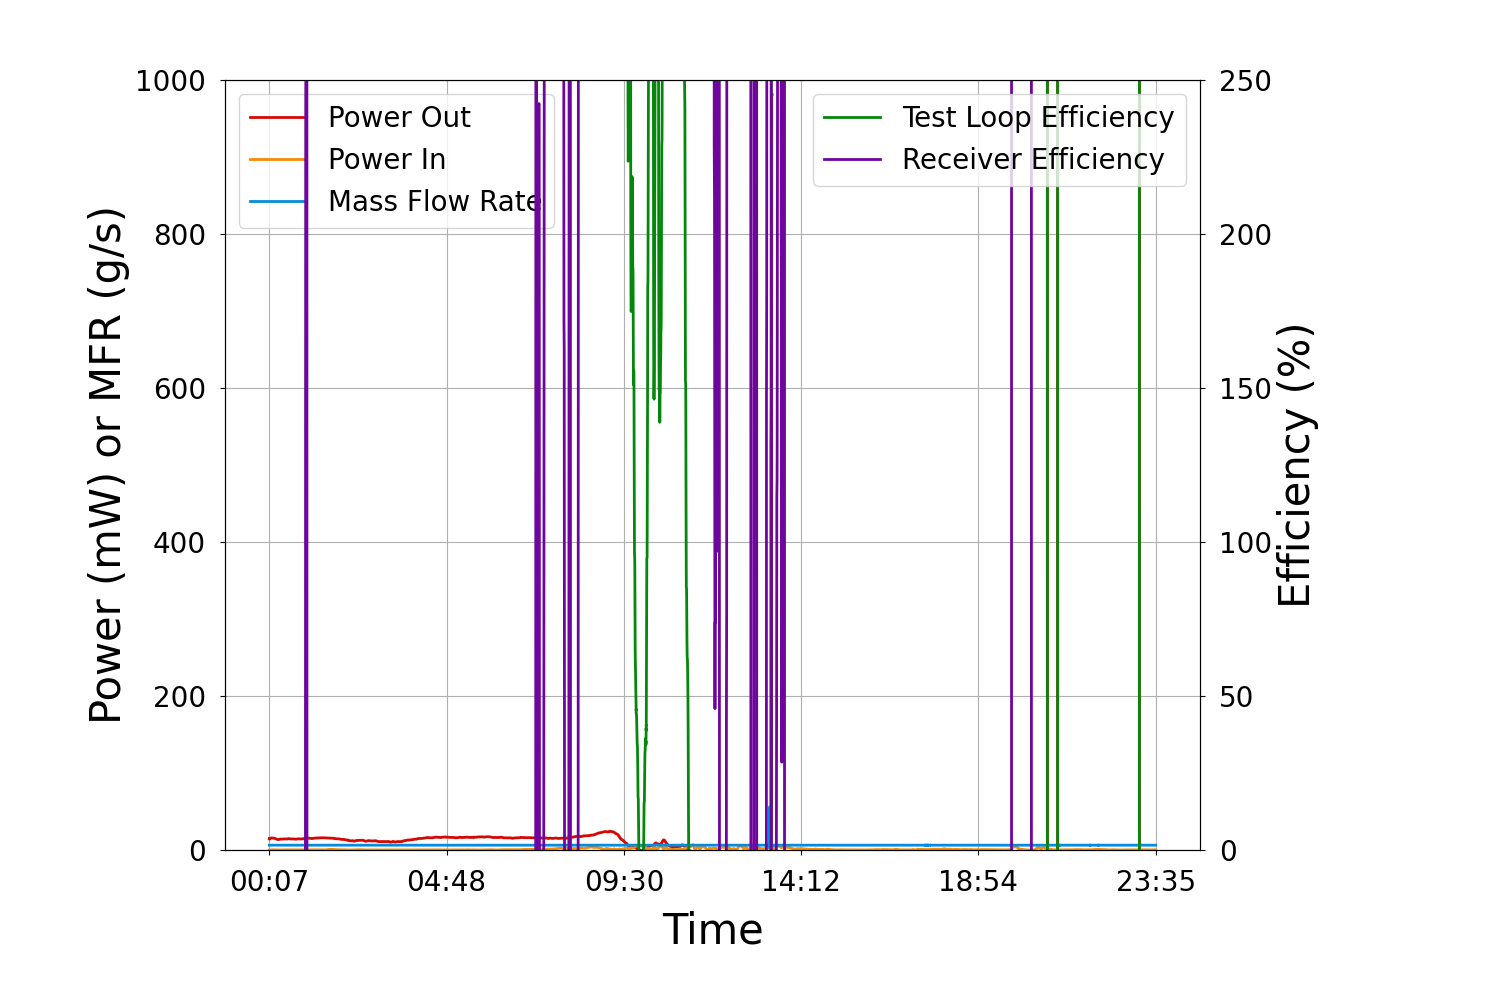 1000
800
600
400
200
0
Power (mW) or MFR (g/s)
Power Out
Power In
Mass Flow Rate
Test Loop Efficiency
Receiver Efficiency
250
200
150
100
50
0
Efficiency (%)
00:07 04:48 09:30 14:12 18:54 23:35
Time